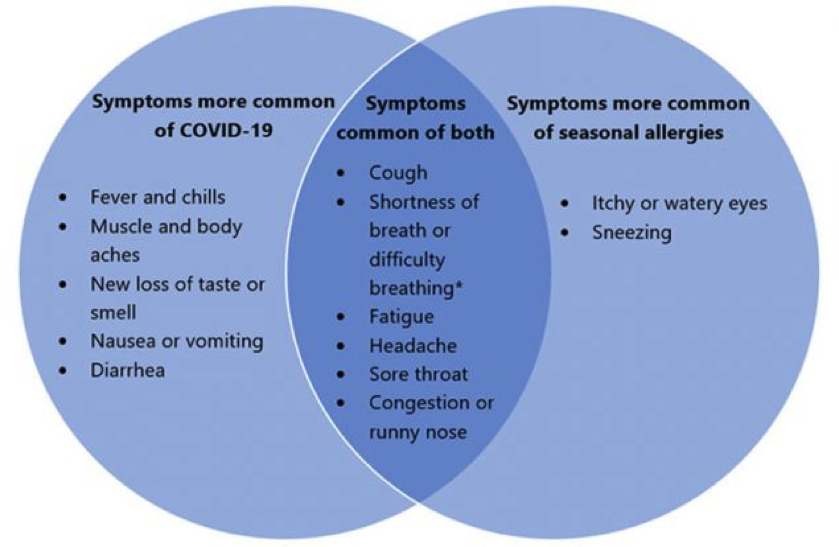 Symptoms more common
of COVID-19
• Fever and chills
• Muscle and body
aches
• New loss of taste or
smell
• Nausea or vomiting
• Diarrhea
Symptoms
common of both
• Cough
• Shortness of
breath or
difficulty
breathing*
• Fatigue
• Headache
• Sore throat
• Congestion or
runny nose
Symptoms more common
of seasonal allergies
• Itchy or watery eyes
• Sneezing